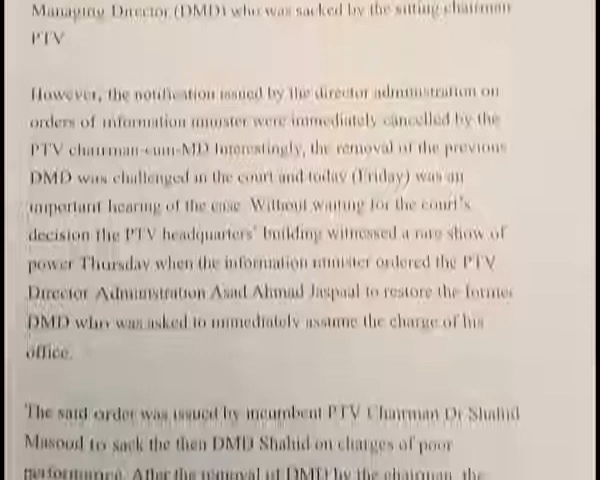 Managing Director (DMD) who was sacked by the sitting chairman
PTV
However, the notification issued by the director administration on
orders of information minister were immediately cancelled by the
PTV chairman-cum-MD Interestingly, the removal of the previous
DMD was challenged in the court and today (Friday) was an
important hearing of the case. Without waiting for the court's
decision the PTV headquarters' building witnessed a rare show of
power Thursday when the information minister ordered the PTV
Director Administration Asad Ahmad Jaspaal to restore the former
DMD who was asked to immediately assume the charge of his
office.
The said order was issued by incumbent PTV Chairman Dr Shahid
Masood to sack the then DMD Shahid on charges of poor
performance. After the removal of DMD by the chairman, the